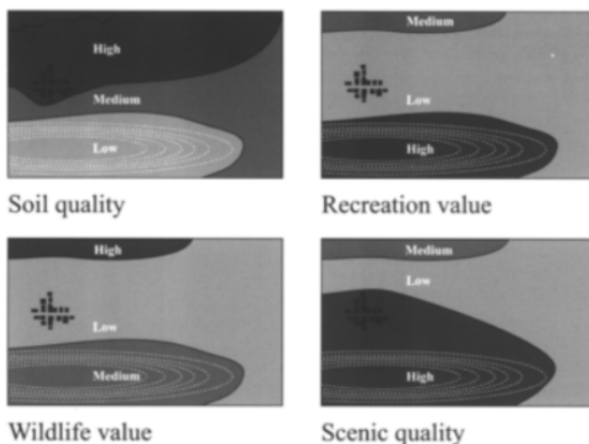 High
Medium
Low
Soil quality
Medium
Low
High
Recreation value
High
Low
Medium
Wildlife value
Medium
Low
High
Scenic quality